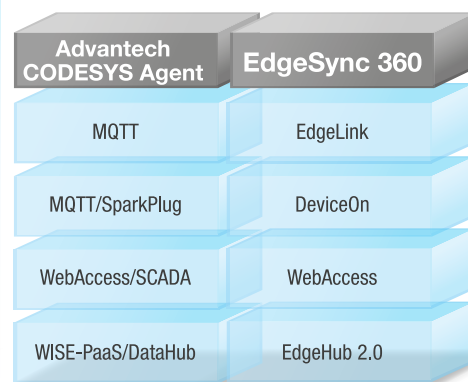 Advantech
CODESYS Agent
EdgeSync 360
MQTT
EdgeLink
MQTT/SparkPlug
DeviceOn
WebAccess/SCADA
WebAccess
WISE-PaaS/DataHub
EdgeHub 2.0